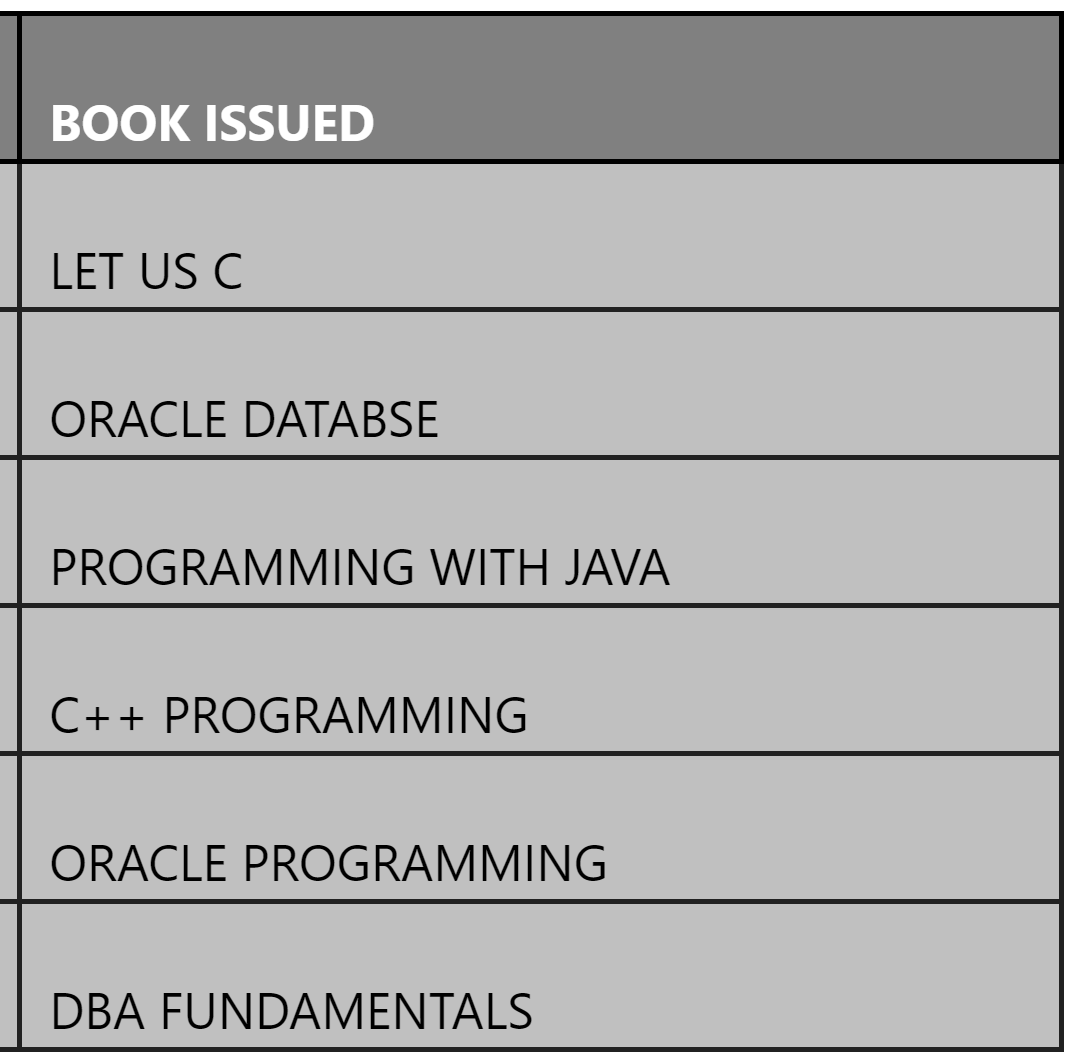 BOOK ISSUED
LET US C
ORACLE DATABSE
PROGRAMMING WITH JAVA
C++ PROGRAMMING
ORACLE PROGRAMMING
DBA FUNDAMENTALS